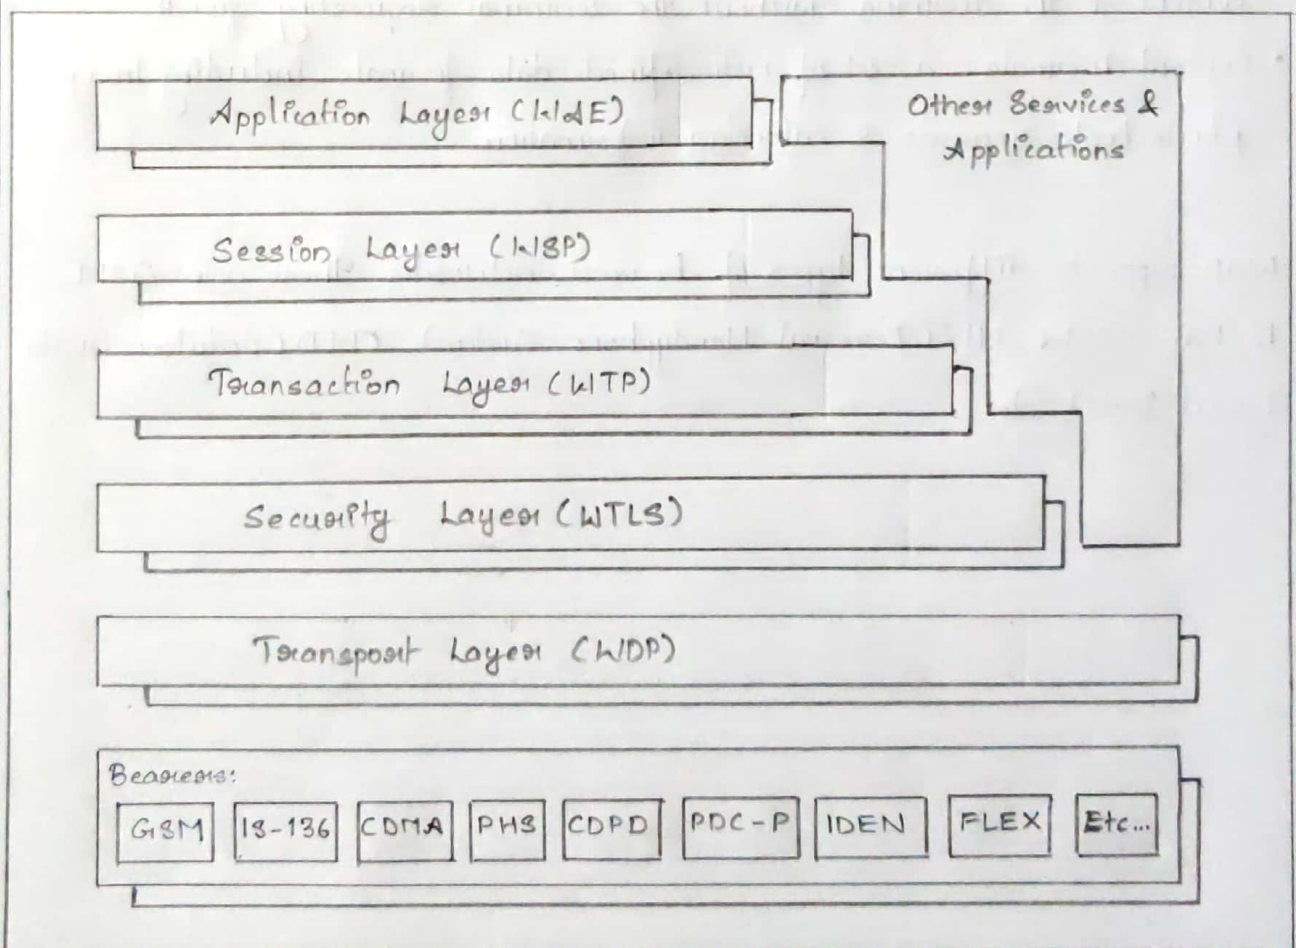 Application Layer (WAE)
Other Services &
Applications
Session Layer (WSP)
Transaction Layer (WTP)
Security Layer (WTLS)
Transport Layer (WDP)
Bearers:
GSM IS-136 CDMA PHS CDPD PDC-P IDEN FLEX Etc...